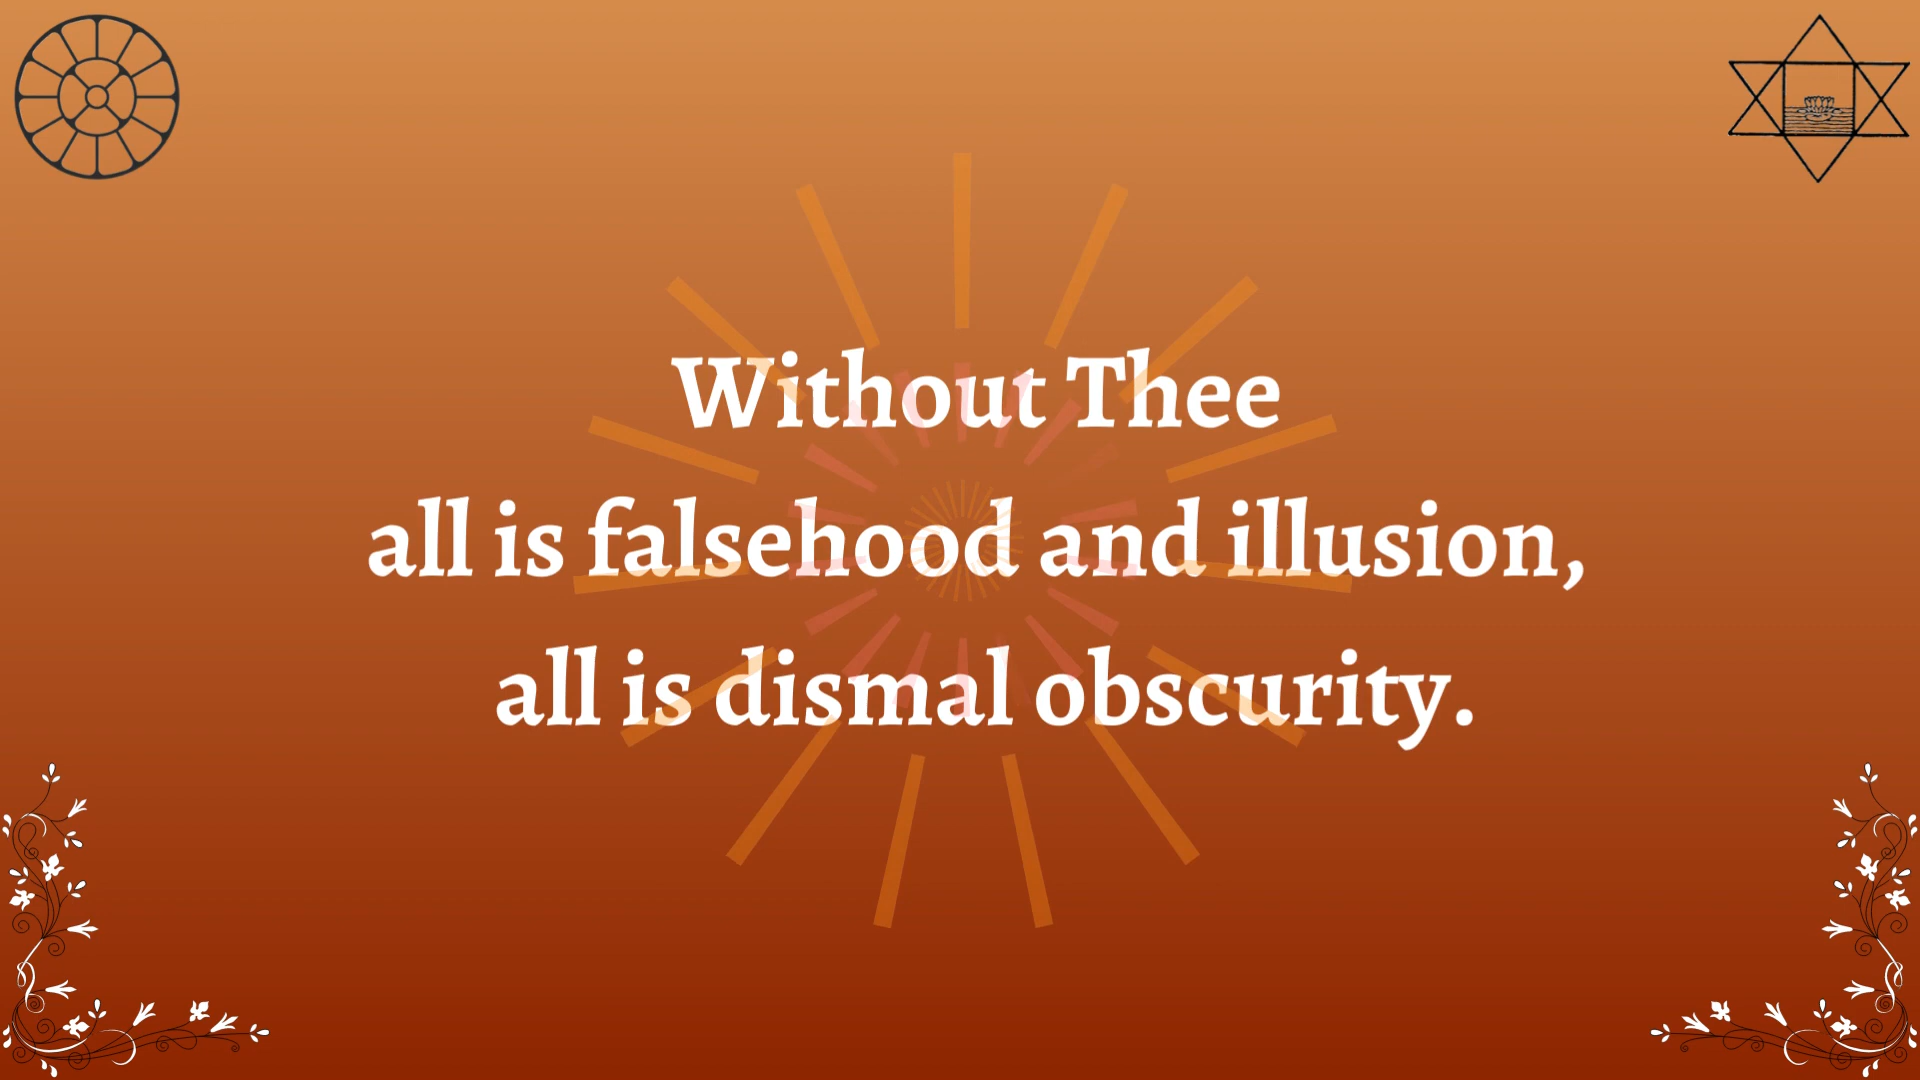 Without Thee
all is falsehood and illusion,
all is dismal obscurity.